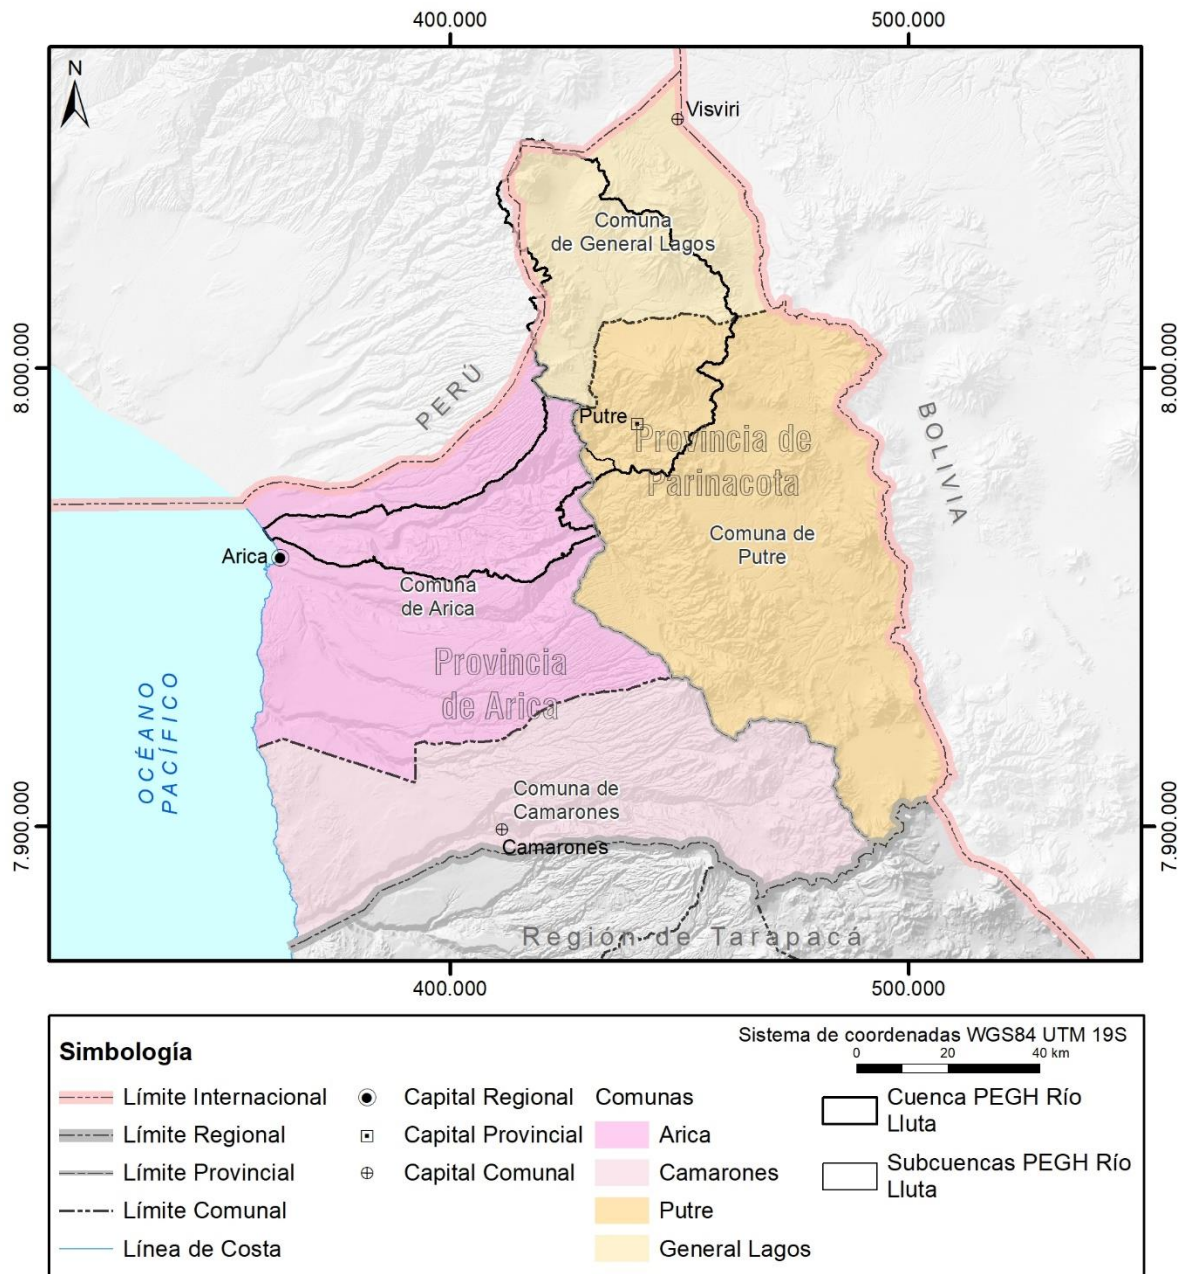 400.000
500.000
N
Visviri
Comuna
de General Lagos
8.000.000
8.000.000
PERÚ
Putre
BOLIVIA
Provincia de
Parinacota
Comuna de
Putre
Arica
Comuna
de Arica
Provincia
de Arica
OCÉANO
PACÍFICO
Comuna de
Camarones
Camarones
7.900.000
7.900.000
Región de Tarapacá
400.000
500.000
Sistema de coordenadas WGS84 UTM 19S
0 20 40 km
Simbología
Límite Internacional
Límite Regional
Límite Provincial
Límite Comunal
Línea de Costa
Capital Regional
Capital Provincial
Capital Comunal
Comunas
Arica
Camarones
Putre
General Lagos
Cuenca PEGH Río
Lluta
Subcuencas PEGH Río
Lluta